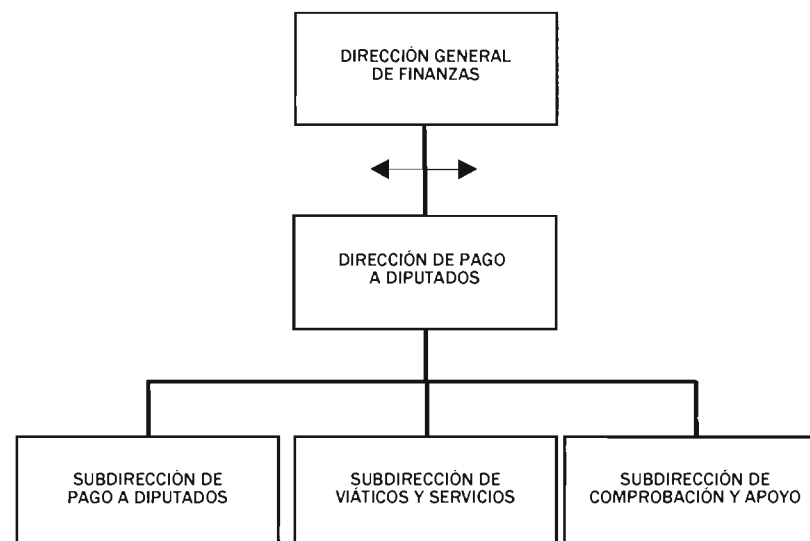 DIRECCIÓN GENERAL
DE FINANZAS
DIRECCIÓN DE PAGO
A DIPUTADOS
SUBDIRECCIÓN DE
PAGO A DIPUTADOS
SUBDIRECCIÓN DE
VIÁTICOS Y SERVICIOS
SUBDIRECCIÓN DE
COMPROBACIÓN Y APOYO